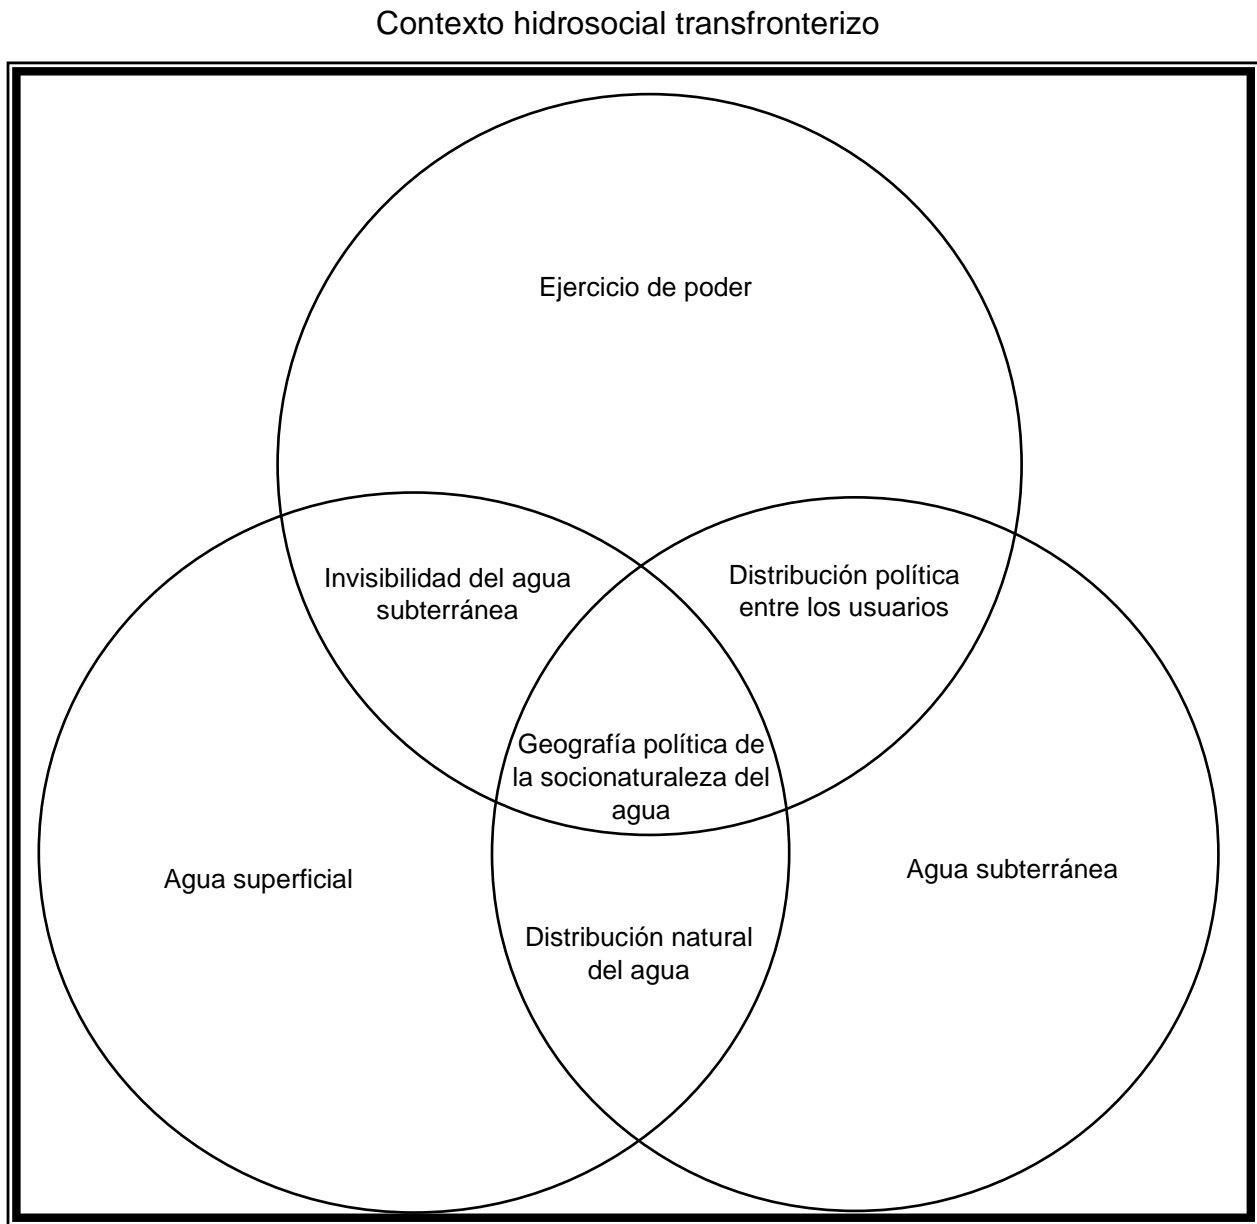 Contexto hidrosocial transfronterizo
Ejercicio de poder
Invisibilidad del agua
subterránea
Distribución política
entre los usuarios
Geografía política de
la socionaturaleza del
agua
Agua superficial
Agua subterránea
Distribución natural
del agua